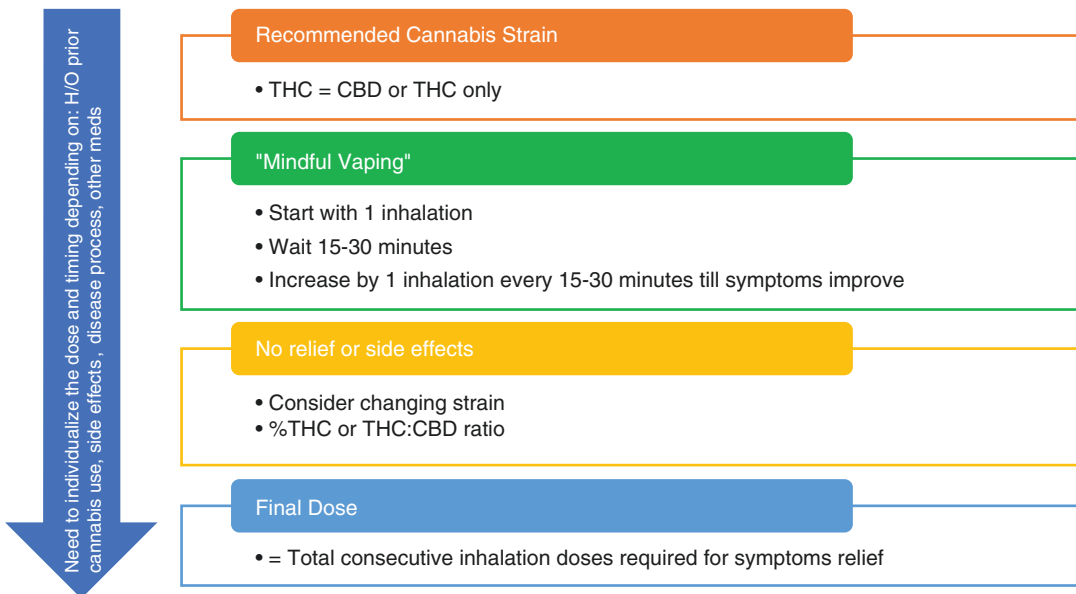 Need to individualize the dose and timing depending on: H/O prior
cannabis use, side effects , disease process, other meds
Recommended Cannabis Strain
• THC = CBD or THC only
"Mindful Vaping"
• Start with 1 inhalation
• Wait 15-30 minutes
• Increase by 1 inhalation every 15-30 minutes till symptoms improve
No relief or side effects
• Consider changing strain
• %THC or THC:CBD ratio
Final Dose
• = Total consecutive inhalation doses required for symptoms relief